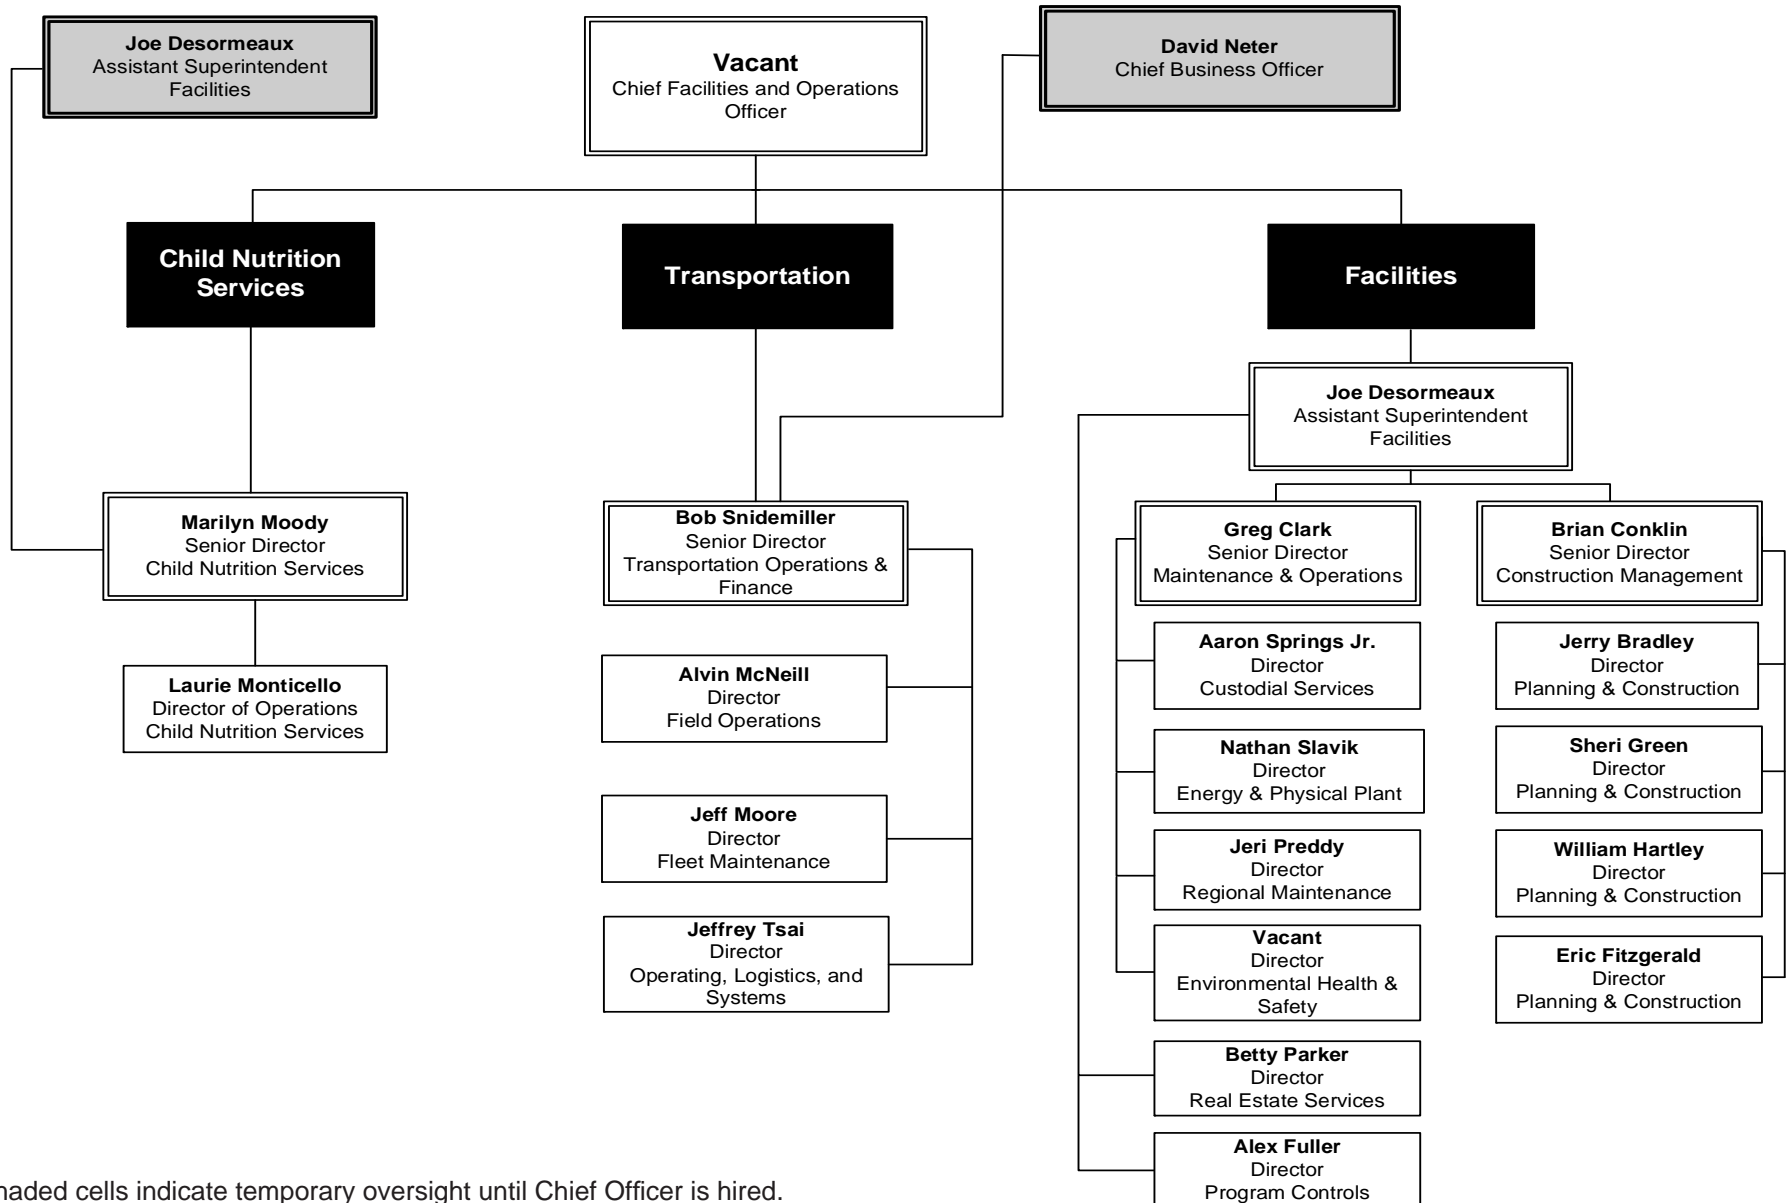 Joe Desormeaux
Assistant Superintendent
Facilities
Vacant
Chief Facilities and Operations
Officer
David Neter
Chief Business Officer
Child Nutrition
Services
Transportation
Facilities
Joe Desormeaux
Assistant Superintendent
Facilities
Marilyn Moody
Senior Director
Child Nutrition Services
Laurie Monticello
Director of Operations
Child Nutrition Services
Bob Snidemiller
Senior Director
Transportation Operations &
Finance
Alvin McNeill
Director
Field Operations
Jeff Moore
Director
Fleet Maintenance
Jeffrey Tsai
Director
Operating, Logistics, and
Systems
Greg Clark
Senior Director
Maintenance & Operations
Aaron Springs Jr.
Director
Custodial Services
Nathan Slavik
Director
Energy & Physical Plant
Jeri Preddy
Director
Regional Maintenance
Vacant
Director
Environmental Health &
Safety
Betty Parker
Director
Real Estate Services
Alex Fuller
Director
Program Controls
Brian Conklin
Senior Director
Construction Management
Jerry Bradley
Director
Planning & Construction
Sheri Green
Director
Planning & Construction
William Hartley
Director
Planning & Construction
Eric Fitzgerald
Director
Planning & Construction
haded cells indicate temporary oversight until Chief Officer is hired.